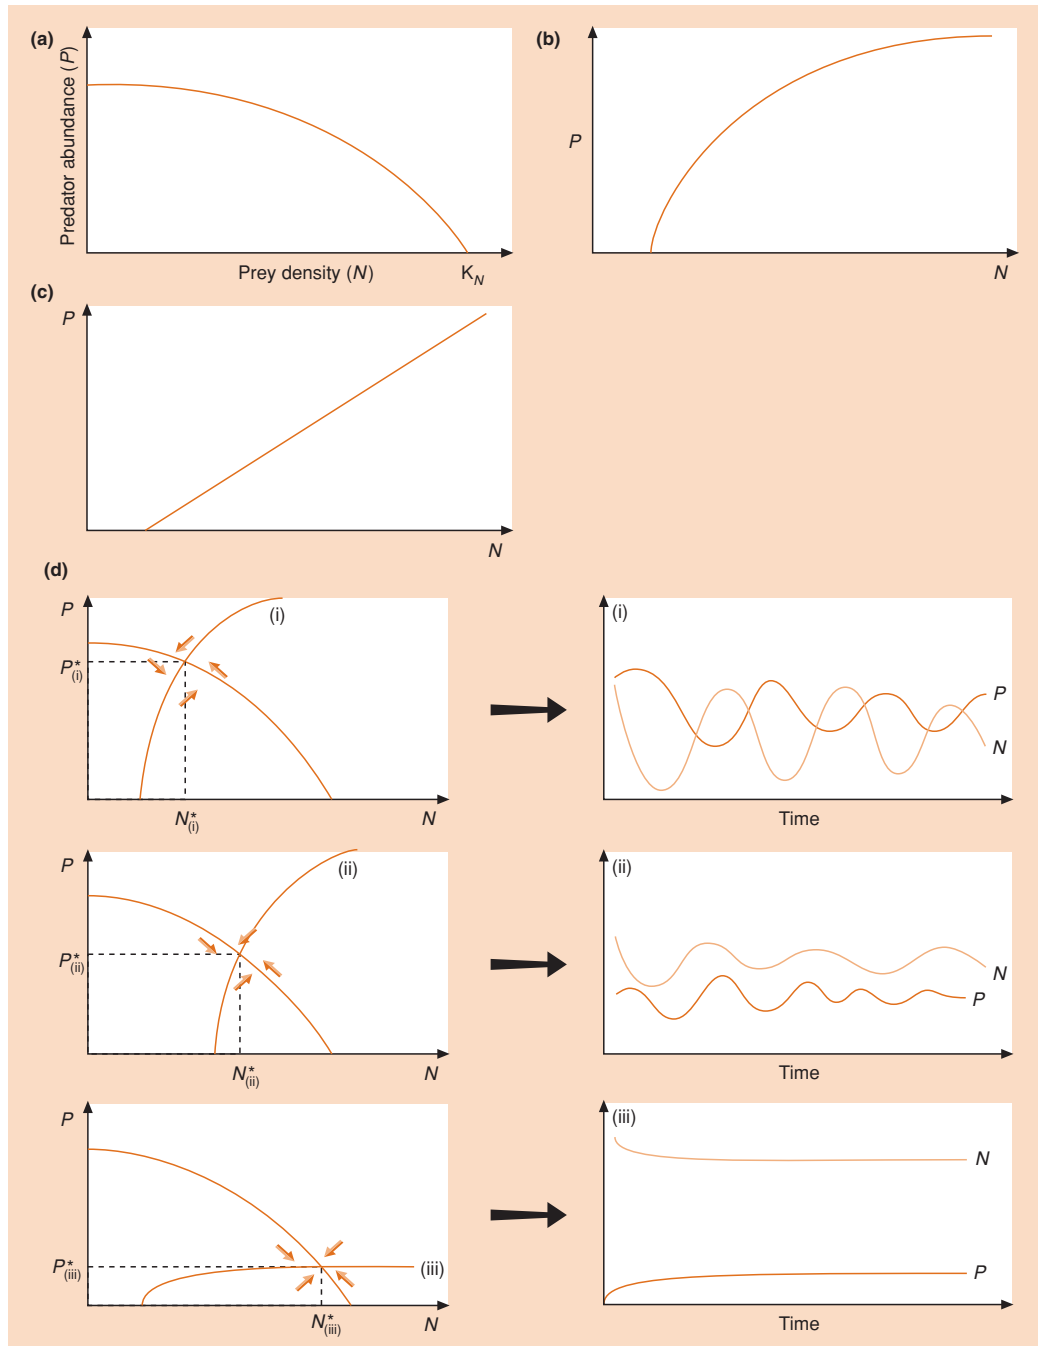 (a)
Predator abundance (P)
Prey density (N)
K_N
(b)
P
N
(c)
P
N
(d)
P
(i)
P*(i)
N*(i)
N
(i)
P
N
Time
P
(ii)
P*(ii)
N*(ii)
N
(ii)
N
P
Time
P
P*(iii)
(iii)
N*(iii)
N
(iii)
N
P
Time